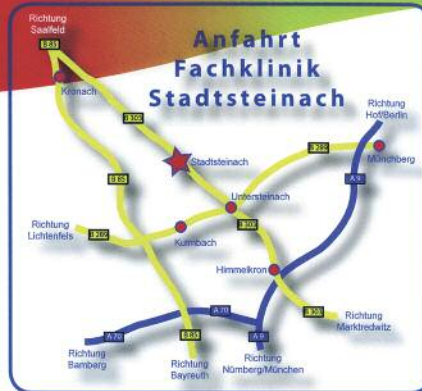 Richtung
Saalfeld
B 85
Anfahrt
Fachklinik
Stadtsteinach
Kronach
B 303
Richtung
Hof/Berlin
B 289
Münchberg
Stadtsteinach
A 9
B 85
Untersteinach
Richtung
Lichtenfels
B 289
Kulmbach
B 303
Himmelkron
A 70
B 303
A 70
B 85
A 9
Richtung
Marktredwitz
Richtung
Bamberg
Richtung
Bayreuth
Richtung
Nürnberg/München